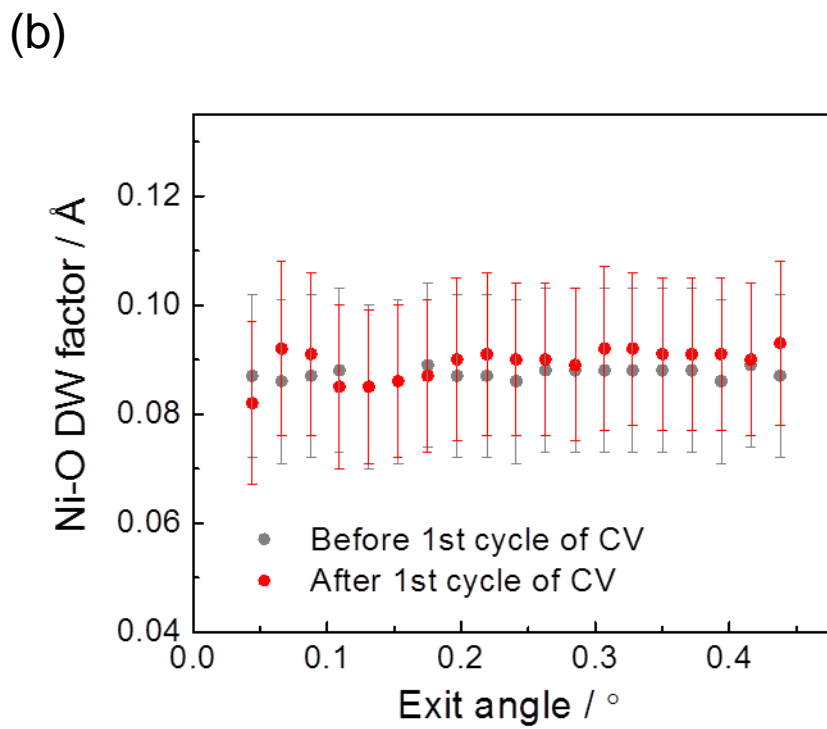 (b)
0.12
0.10
0.08
0.06
0.04
Ni-O DW factor / Å
Before 1st cycle of CV
After 1st cycle of CV
0.0 0.1 0.2 0.3 0.4
Exit angle / °